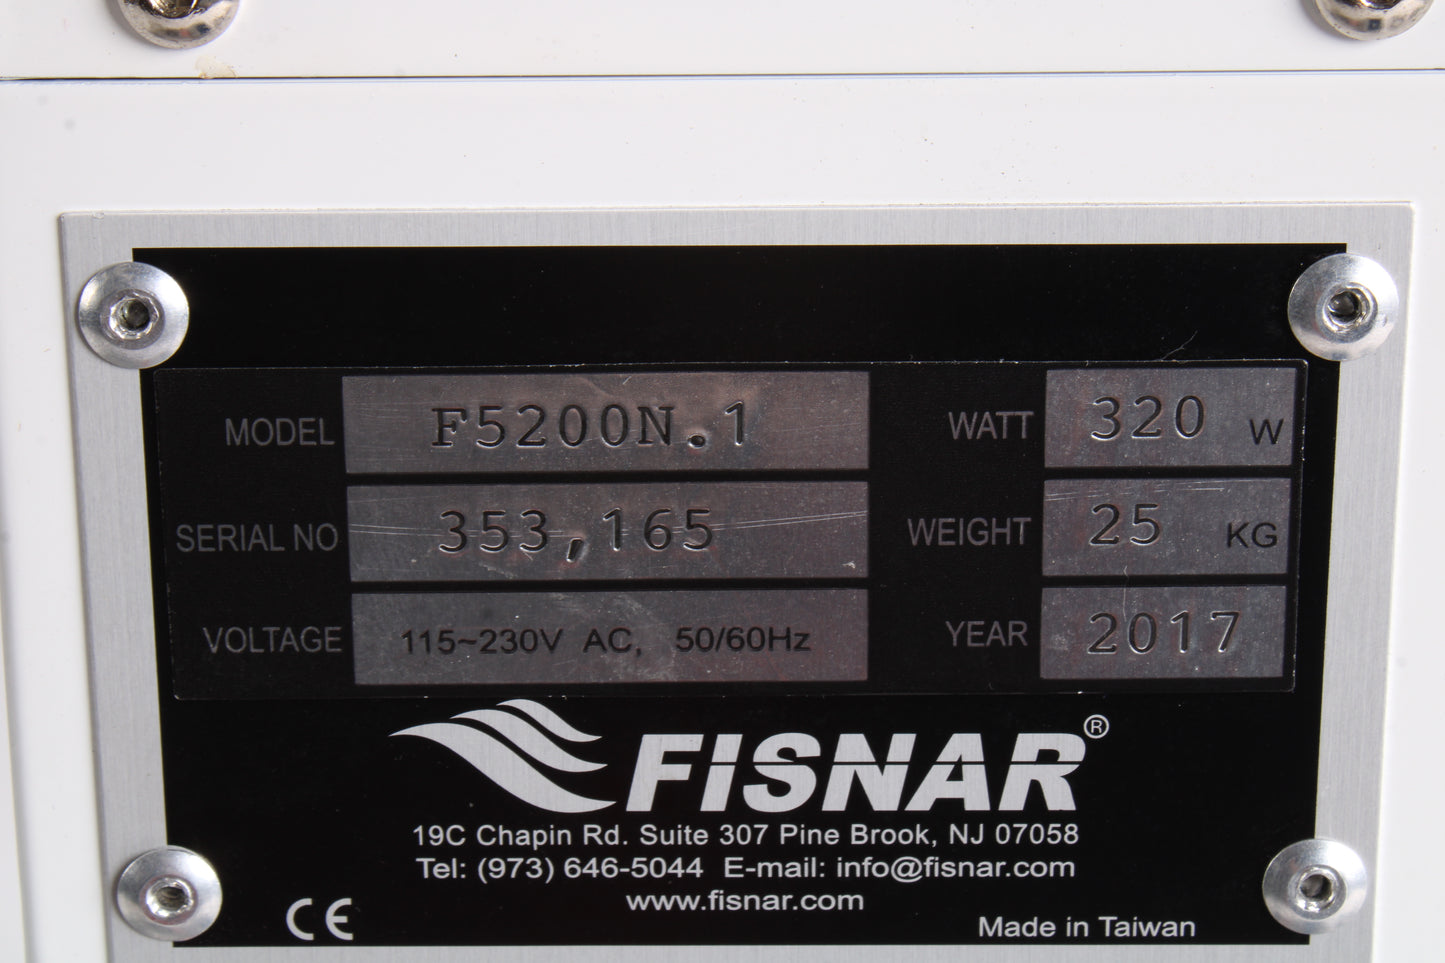 MODEL F5200N.1 WATT 320 W
SERIAL NO 353,165 WEIGHT 25 KG
VOLTAGE 115~230V AC, 50/60Hz YEAR 2017
FISNAR®
19C Chapin Rd. Suite 307 Pine Brook, NJ 07058
Tel: (973) 646-5044 E-mail: info@fisnar.com
www.fisnar.com
CE Made in Taiwan